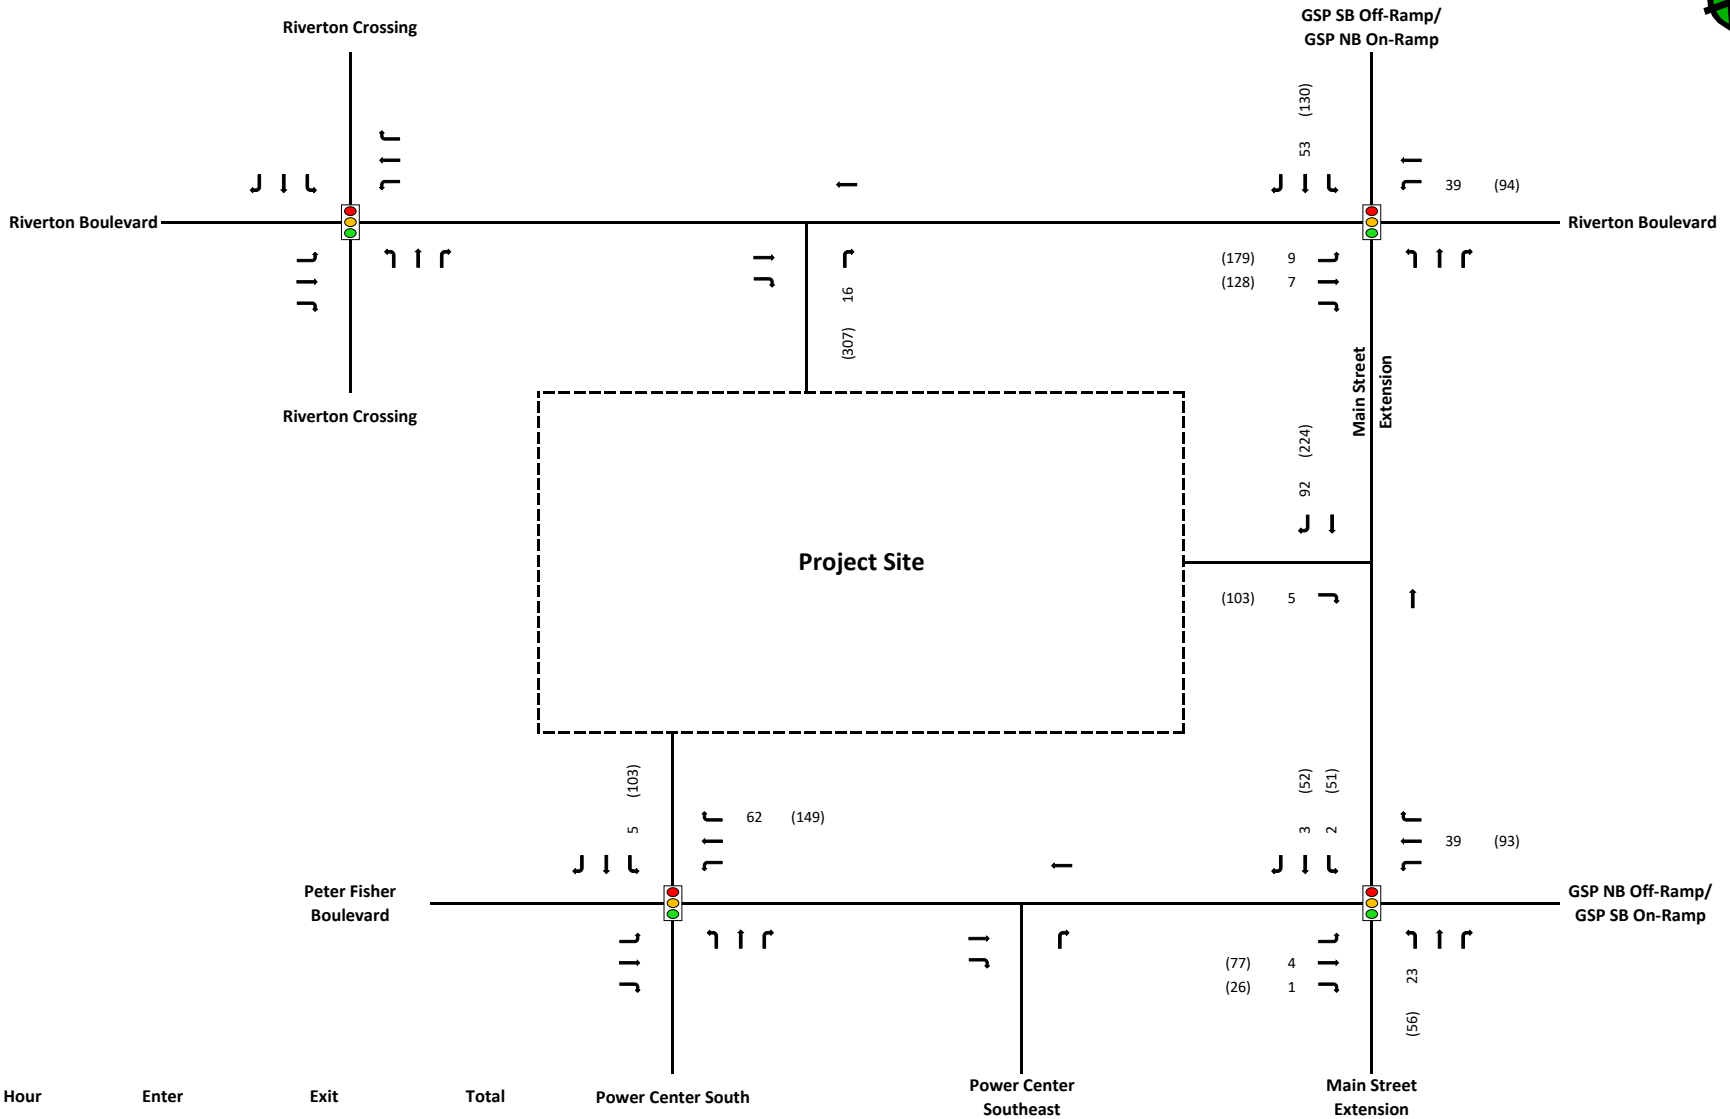 Riverton Crossing
GSP SB Off-Ramp/
GSP NB On-Ramp
(130)
53
39 (94)
Riverton Boulevard
Riverton Boulevard
(179) 9
(128) 7
16
(307)
Main Street
Extension
Riverton Crossing
(224)
92
Project Site
(103) 5
(103)
5
62 (149)
(52) (51)
3 2
39 (93)
Peter Fisher
Boulevard
GSP NB Off-Ramp/
GSP SB On-Ramp
(77) 4
(26) 1
23
(56)
Hour Enter Exit Total
Power Center South
Power Center
Southeast
Main Street
Extension